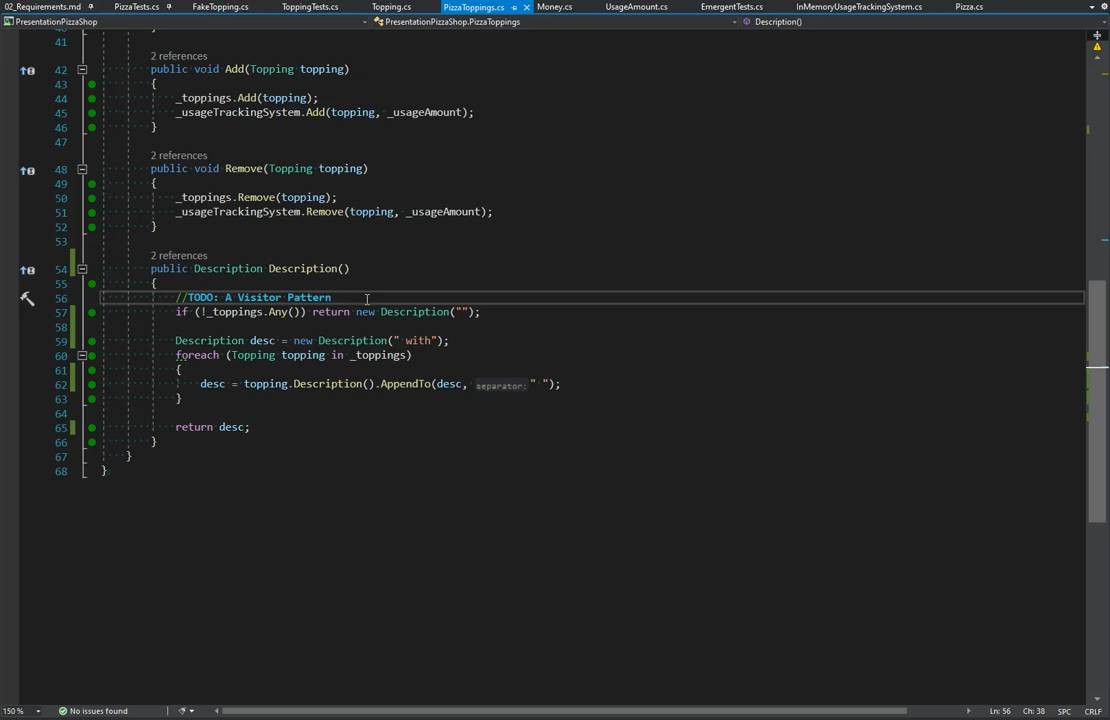 02_Requirements.md PizzaTests.cs FakeTopping.cs ToppingTests.cs Topping.cs PizzaToppings.cs Money.cs UsageAmount.cs EmergentTests.cs InMemoryUsageTrackingSystem.cs Pizza.cs
PresentationPizzaShop PresentationPizzaShop.PizzaToppings Description()
41
2 references
42 public void Add(Topping topping)
43 {
44 _toppings.Add(topping);
45 _usageTrackingSystem.Add(topping, _usageAmount);
46 }
47
2 references
48 public void Remove(Topping topping)
49 {
50 _toppings.Remove(topping);
51 _usageTrackingSystem.Remove(topping, _usageAmount);
52 }
53
2 references
54 public Description Description()
55 {
56 //TODO: A Visitor Pattern
57 if (!_toppings.Any()) return new Description("");
58
59 Description desc = new Description(" with");
60 foreach (Topping topping in _toppings)
61 {
62 desc = topping.Description().AppendTo(desc, separator: " ");
63 }
64
65 return desc;
66 }
67 }
68 }
150 % No issues found Ln: 56 Ch: 38 SPC CRLF